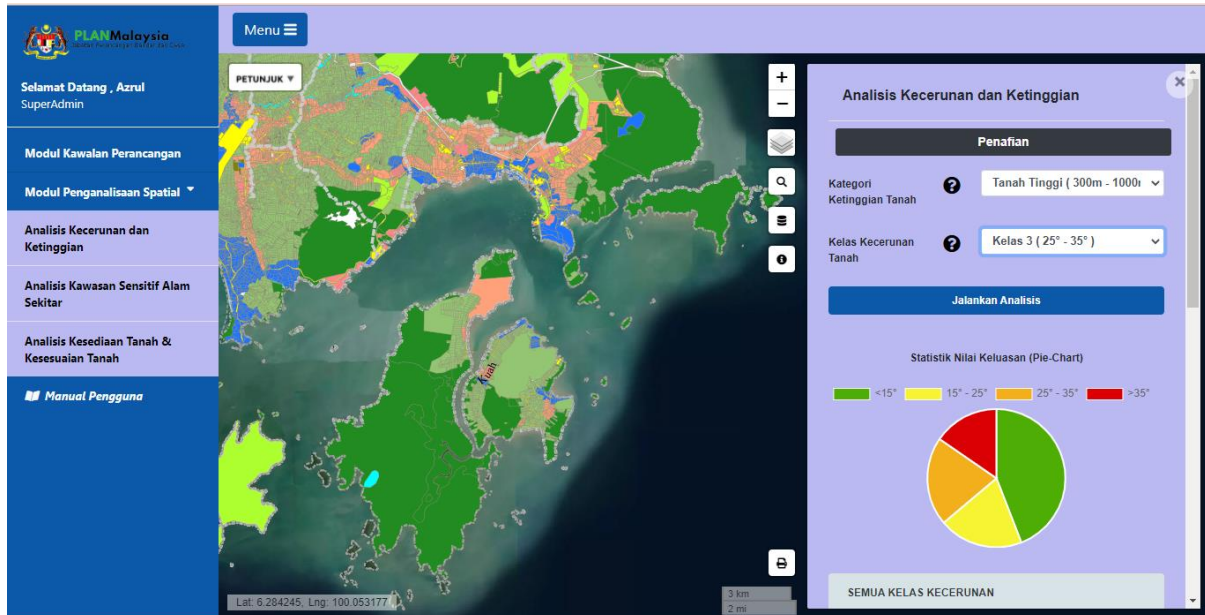 PLANMalaysia
Selamat Datang , Azrul
SuperAdmin
Modul Kawalan Perancangan
Modul Penganalisaan Spatial
Analisis Kecerunan dan
Ketinggian
Analisis Kawasan Sensitif Alam
Sekitar
Analisis Kesediaan Tanah &
Kesesuaian Tanah
Manual Pengguna
Menu
PETUNJUK
+
−
Kuah
Lat: 6.284245, Lng: 100.053177
3 km
2 mi
×
Analisis Kecerunan dan Ketinggian
Penafian
Kategori
Ketinggian Tanah
?
Tanah Tinggi ( 300m - 1000
Kelas Kecerunan
Tanah
?
Kelas 3 ( 25° - 35° )
Jalankan Analisis
Statistik Nilai Keluasan (Pie-Chart)
<15° 15° - 25° 25° - 35° >35°
SEMUA KELAS KECERUNAN